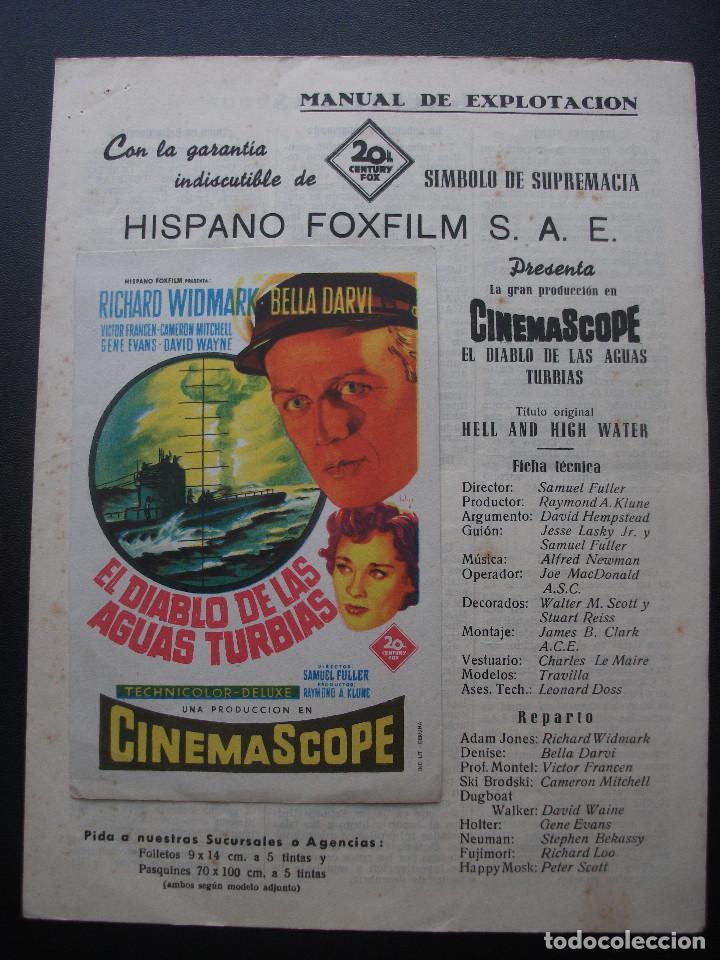 MANUAL DE EXPLOTACION
Con la garantía
indiscutible de
20th
CENTURY
FOX
SIMBOLO DE SUPREMACIA
HISPANO FOXFILM S. A. E.
HISPANO FOXFILM PRESENTA:
RICHARD WIDMARK - BELLA DARVI
VICTOR FRANCEN - CAMERON MITCHELL
GENE EVANS - DAVID WAYNE
EL DIABLO DE LAS
AGUAS TURBIAS
20th
CENTURY
FOX
DIRECTOR:
SAMUEL FULLER
PRODUCTOR:
RAYMOND A. KLUNE
TECHNICOLOR-DELUXE
UNA PRODUCCION EN
CINEMASCOPE
Presenta
La gran producción en
CINEMASCOPE
EL DIABLO DE LAS AGUAS
TURBIAS
Título original
HELL AND HIGH WATER
Ficha técnica
Director: Samuel Fuller
Productor: Raymond A. Klune
Argumento: David Hempstead
Guión: Jesse Lasky Jr. y
Samuel Fuller
Música: Alfred Newman
Operador: Joe MacDonald
A.S.C.
Decorados: Walter M. Scott y
Stuart Reiss
Montaje: James B. Clark
A.C.E.
Vestuario: Charles Le Maire
Modelos: Travilla
Ases. Tech.: Leonard Doss
Reparto
Adam Jones: Richard Widmark
Denise: Bella Darvi
Prof. Montel: Victor Francen
Ski Brodski: Cameron Mitchell
Dugboat
Walker: David Waine
Holter: Gene Evans
Neuman: Stephen Bekassy
Fujimori: Richard Loo
Happy Mosk: Peter Scott
Pida a nuestras Sucursales o Agencias:
Folletos 9 x 14 cm. a 5 tintas y
Pasquines 70 x 100 cm. a 5 tintas
(ambos según modelo adjunto)
todocoleccion